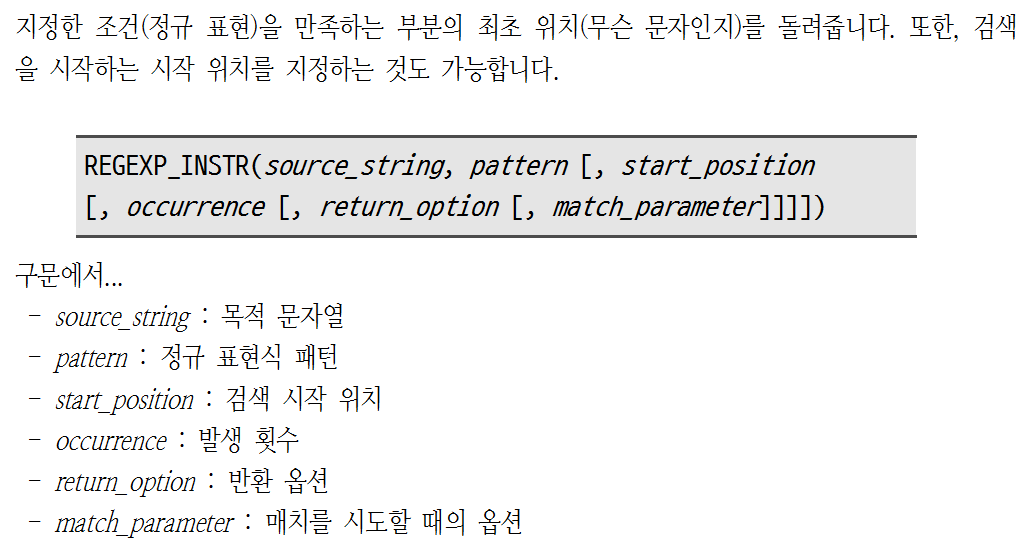 지정한 조건(정규 표현)을 만족하는 부분의 최초 위치(무슨 문자인지)를 돌려줍니다. 또한, 검색
을 시작하는 시작 위치를 지정하는 것도 가능합니다.
REGEXP_INSTR(source_string, pattern [, start_position
[, occurrence [, return_option [, match_parameter]]]])
구문에서...
- source_string : 목적 문자열
- pattern : 정규 표현식 패턴
- start_position : 검색 시작 위치
- occurrence : 발생 횟수
- return_option : 반환 옵션
- match_parameter : 매치를 시도할 때의 옵션